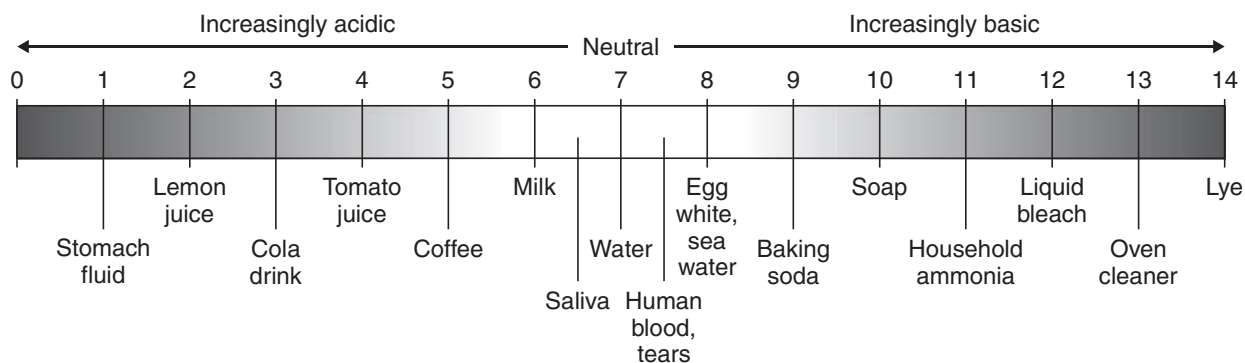 Increasingly acidic
Increasingly basic
Neutral
0 1 2 3 4 5 6 7 8 9 10 11 12 13 14
Lemon
juice
Tomato
juice
Milk
Egg
white,
sea
water
Soap
Liquid
bleach
Lye
Stomach
fluid
Cola
drink
Coffee
Water
Baking
soda
Household
ammonia
Oven
cleaner
Saliva
Human
blood,
tears